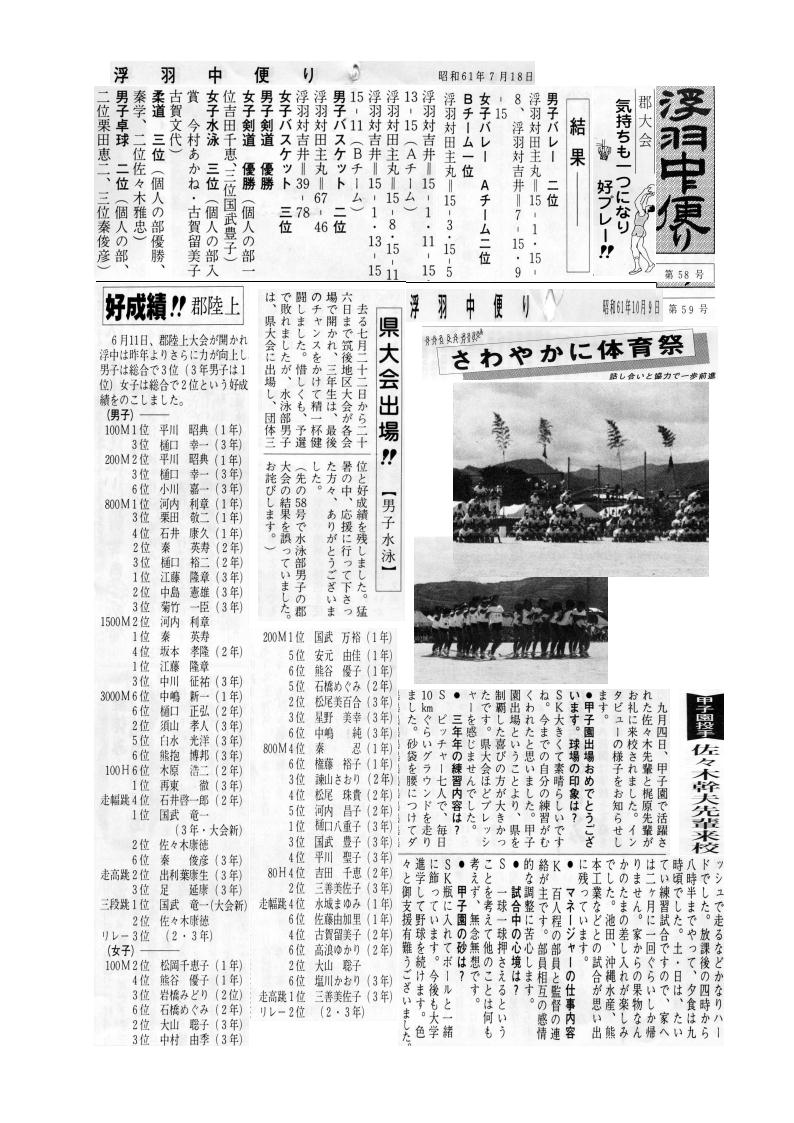 浮羽中便り
昭和61年7月18日
浮羽中便り
第58号
郡大会
気持ちも一つになり
好プレー!!
結果――
男子バレー 二位
浮羽対田主丸＝15-1・15-
8、浮羽対吉井＝7-15・9
-15
女子バレー Aチーム二位
Bチーム一位
浮羽対田主丸＝15-3・15-5
浮羽対吉井＝15-1・11-15・
13-15（Aチーム）
浮羽対田主丸＝15-8・15-11
浮羽対吉井＝15-1・13-15
15-11（Bチーム）
男子バスケット 二位
浮羽対田主丸＝67-46
浮羽対吉井＝39-78
女子バスケット 三位
男子剣道 優勝
女子剣道 優勝（個人の部一
位吉田千恵、三位国武豊子）
女子水泳 三位（個人の部入
賞 今村あかね・古賀留美子
古賀文代）
柔道 三位（個人の部優勝、
秦学、二位佐々木雅忠）
男子卓球 二位（個人の部、
二位栗田恵二、三位秦俊彦）
好成績!! 郡陸上
6月11日、郡陸上大会が開かれ
浮中は昨年よりさらに力が向上し
男子は総合で3位（3年男子は1
位）女子は総合で2位という好成
績をのこしました。
（男子）――
100M1位 平川 昭典（1年）
3位 樋口 幸一（3年）
200M2位 平川 昭典（1年）
3位 樋口 幸一（3年）
6位 小川 嘉一（3年）
800M1位 河内 利章（1年）
3位 栗田 敬二（1年）
4位 石井 康久（1年）
2位 秦 英寿（2年）
3位 樋口 裕二（2年）
1位 江藤 隆章（3年）
2位 中島 憲雄（3年）
3位 菊竹 一臣（3年）
1500M2位 河内 利章
1位 秦 英寿
4位 坂本 孝隆（2年）
1位 江藤 隆章
3位 中川 征祐（3年）
3000M6位 中嶋 新一（1年）
6位 樋口 正弘（2年）
2位 須山 孝人（3年）
5位 白水 光洋（3年）
6位 熊抱 博邦（3年）
100H6位 木原 浩二（2年）
1位 再東 徹（3年）
走幅跳4位 石井啓一郎（2年）
1位 国武 竜一
（3年・大会新）
2位 佐々木康徳
6位 秦 俊彦（3年）
走高跳2位 出利葉康生（3年）
3位 足 延康（3年）
三段跳1位 国武 竜一（大会新）
2位 佐々木康徳
リレー3位 （2・3年）
（女子）――
100M2位 松岡千恵子（1年）
4位 熊谷 優子（1年）
3位 岩橋みどり（2位）
6位 石橋めぐみ（2年）
2位 大山 聡子（3年）
3位 中村 由季（3年）
県大会出場!!【男子水泳】
去る七月二十二日から二十
六日まで筑後地区大会が各会
場で開かれ、三年生は、最後
のチャンスをかけて精一杯健
闘しました。惜しくも、予選
で敗れましたが、水泳部男子
は、県大会に出場し、団体三
位と好成績を残しました。猛
暑の中、応援に行って下さっ
た方々、ありがとうございま
した。
（先の58号で水泳部男子の郡
大会の結果を誤っていました。
お詫びします。）
200M1位 国武 万裕（1年）
5位 安元 由佳（1年）
6位 熊谷 優子（1年）
5位 石橋めぐみ（2年）
2位 松尾美百合（3年）
3位 星野 美幸（3年）
6位 中嶋 純（3年）
800M4位 秦 忍（1年）
6位 権藤 裕子（1年）
3位 諫山さおり（2年）
4位 松尾 珠貴（2年）
5位 河内 昌子（2年）
1位 樋口八重子（3年）
3位 国武 豊子（3年）
4位 平川 聖子（3年）
80H4位 吉田 千恵（2年）
2位 三善美佐子（3年）
走幅跳4位 水城まゆみ（1年）
6位 佐藤由加里（1年）
4位 古賀留美子（2年）
6位 高浪ゆかり（2年）
2位 大山 聡子
6位 塩川かおり（3年）
走高跳1位 三善美佐子（3年）
リレー2位 （2・3年）
浮羽中便り
昭和61年10月9日
第59号
さわやかに体育祭
話し合いと協力で一歩前進
甲子園投手 佐々木幹夫先輩来校
九月四日、甲子園で活躍さ
れた佐々木先輩と梶原先輩が
お礼に来校されました。イン
タビューの様子をお知らせし
ます。
●甲子園出場おめでとうござ
います。球場の印象は？
SK大きくて素晴らしいです
ね。今までの自分の練習がむ
くわれたと思いました。甲子
園出場ということより、県を
制覇した喜びの方が大きかっ
たです。県大会ほどプレッシ
ャーを感じませんでした。
● 三年年の練習内容は？
S ピッチャー七人で、毎日
10kmぐらいグラウンドを走り
ました。砂袋を腰につけてダ
ッシュで走るなどかなりハー
ドでした。放課後の四時から
八時半までやって、夕食は九
時頃でした。土・日は、たい
てい練習試合ですので、家へ
は二ヶ月に一回ぐらいしか帰
りません。家からの果物なん
かのたまの差し入れが楽しみ
でした。池田、沖縄水産、熊
本工業などとの試合が思い出
に残っています。
● マネージャーの仕事内容
K 百人程の部員と監督の連
絡が主です。部員相互の感情
的な調整に苦心します。
● 試合中の心境は？
S 一球一球押さえるという
ことを考えて他のことは何も
考えず、無念無想です。
● 甲子園の砂は？
SK瓶に入れてボールと一緒
に飾っています。今後も大学
進学して野球を続けます。色
々と御支援有難うございました。